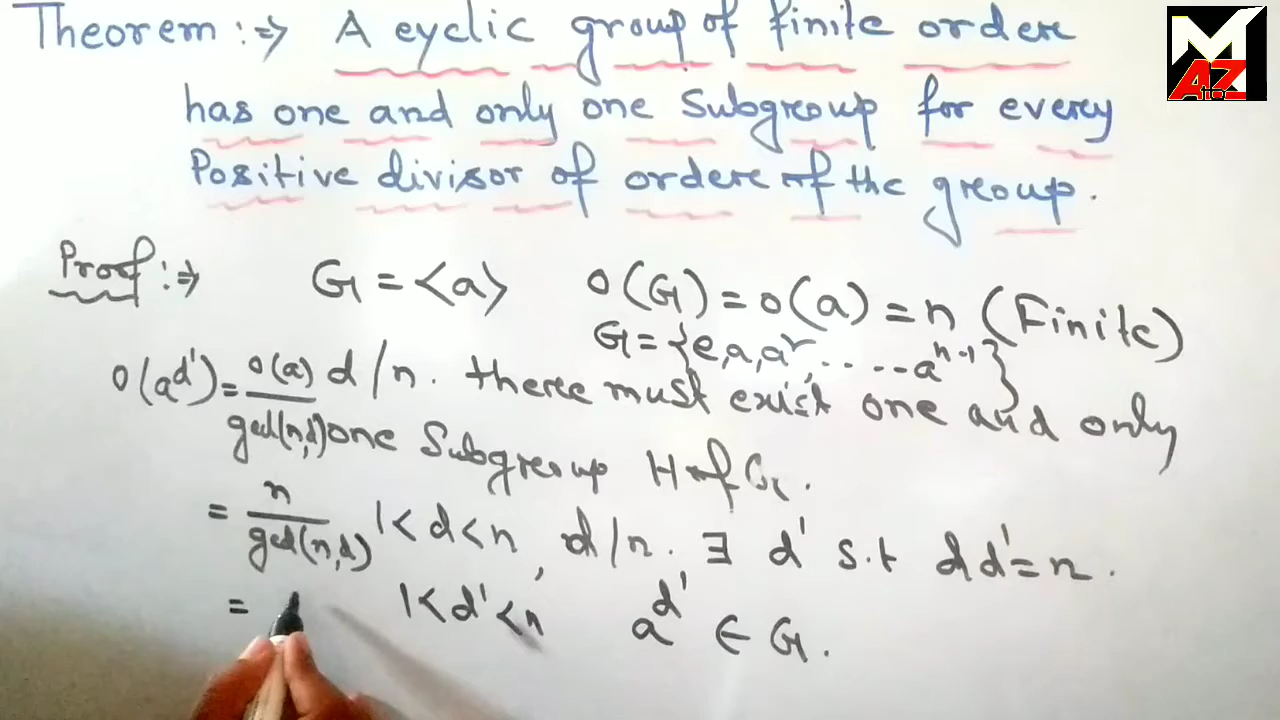 Theorem :⇒ A cyclic group of finite order
has one and only one Subgroup for every
Positive divisor of order of the group.
Proof :⇒ G = <a> o(G) = o(a) = n (Finite)
G = {e, a, a², . . . . . a^{n-1}}
d/n. there must exist one and only
one Subgroup H of G.
o(a^{d'}) = o(a) / gcd(n,d)
= n / gcd(n,d)
=
1 < d < n, d/n. ∃ d' s.t dd' = n.
1 < d' < n a^{d'} ∈ G.
M
A to Z